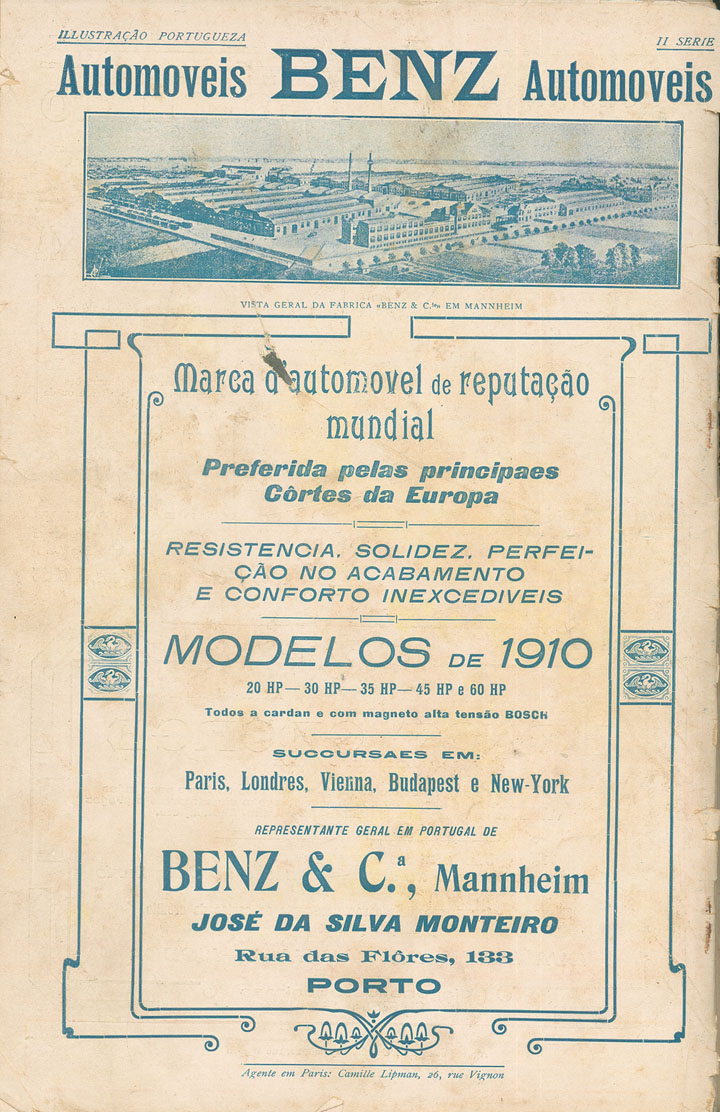 ILLUSTRAÇÃO PORTUGUEZA
II SERIE
Automoveis BENZ Automoveis
VISTA GERAL DA FABRICA «BENZ & C.ie» EM MANNHEIM
Marca d'automovel de reputação
mundial
Preferida pelas principaes
Côrtes da Europa
RESISTENCIA, SOLIDEZ, PERFEI-
ÇÃO NO ACABAMENTO
E CONFORTO INEXCEDIVEIS
MODELOS DE 1910
20 HP—30 HP—35 HP—45 HP e 60 HP
Todos a cardan e com magneto alta tensão BOSCH
SUCCURSAES EM:
Paris, Londres, Vienna, Budapest e New-York
REPRESENTANTE GERAL EM PORTUGAL DE
BENZ & C.ª, Mannheim
JOSÉ DA SILVA MONTEIRO
Rua das Flôres, 133
PORTO
Agente em Paris: Camille Lipman, 26, rue Vignon